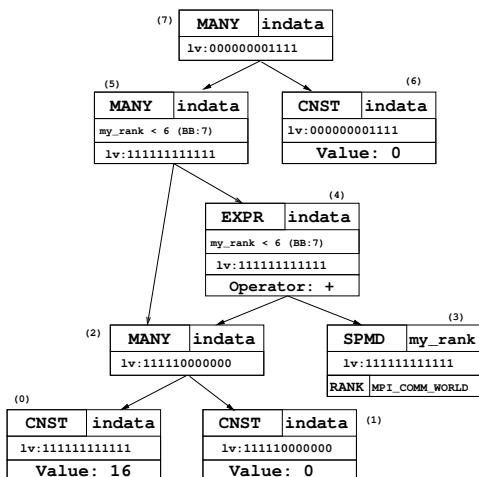 (7)
MANY indata
lv:000000001111
(5)
MANY indata
my_rank < 6 (BB:7)
lv:111111111111
(6)
CNST indata
lv:000000001111
Value: 0
(4)
EXPR indata
my_rank < 6 (BB:7)
lv:111111111111
Operator: +
(2)
MANY indata
lv:111110000000
(3)
SPMD my_rank
lv:111111111111
RANK MPI_COMM_WORLD
(0)
CNST indata
lv:111111111111
Value: 16
(1)
CNST indata
lv:111110000000
Value: 0